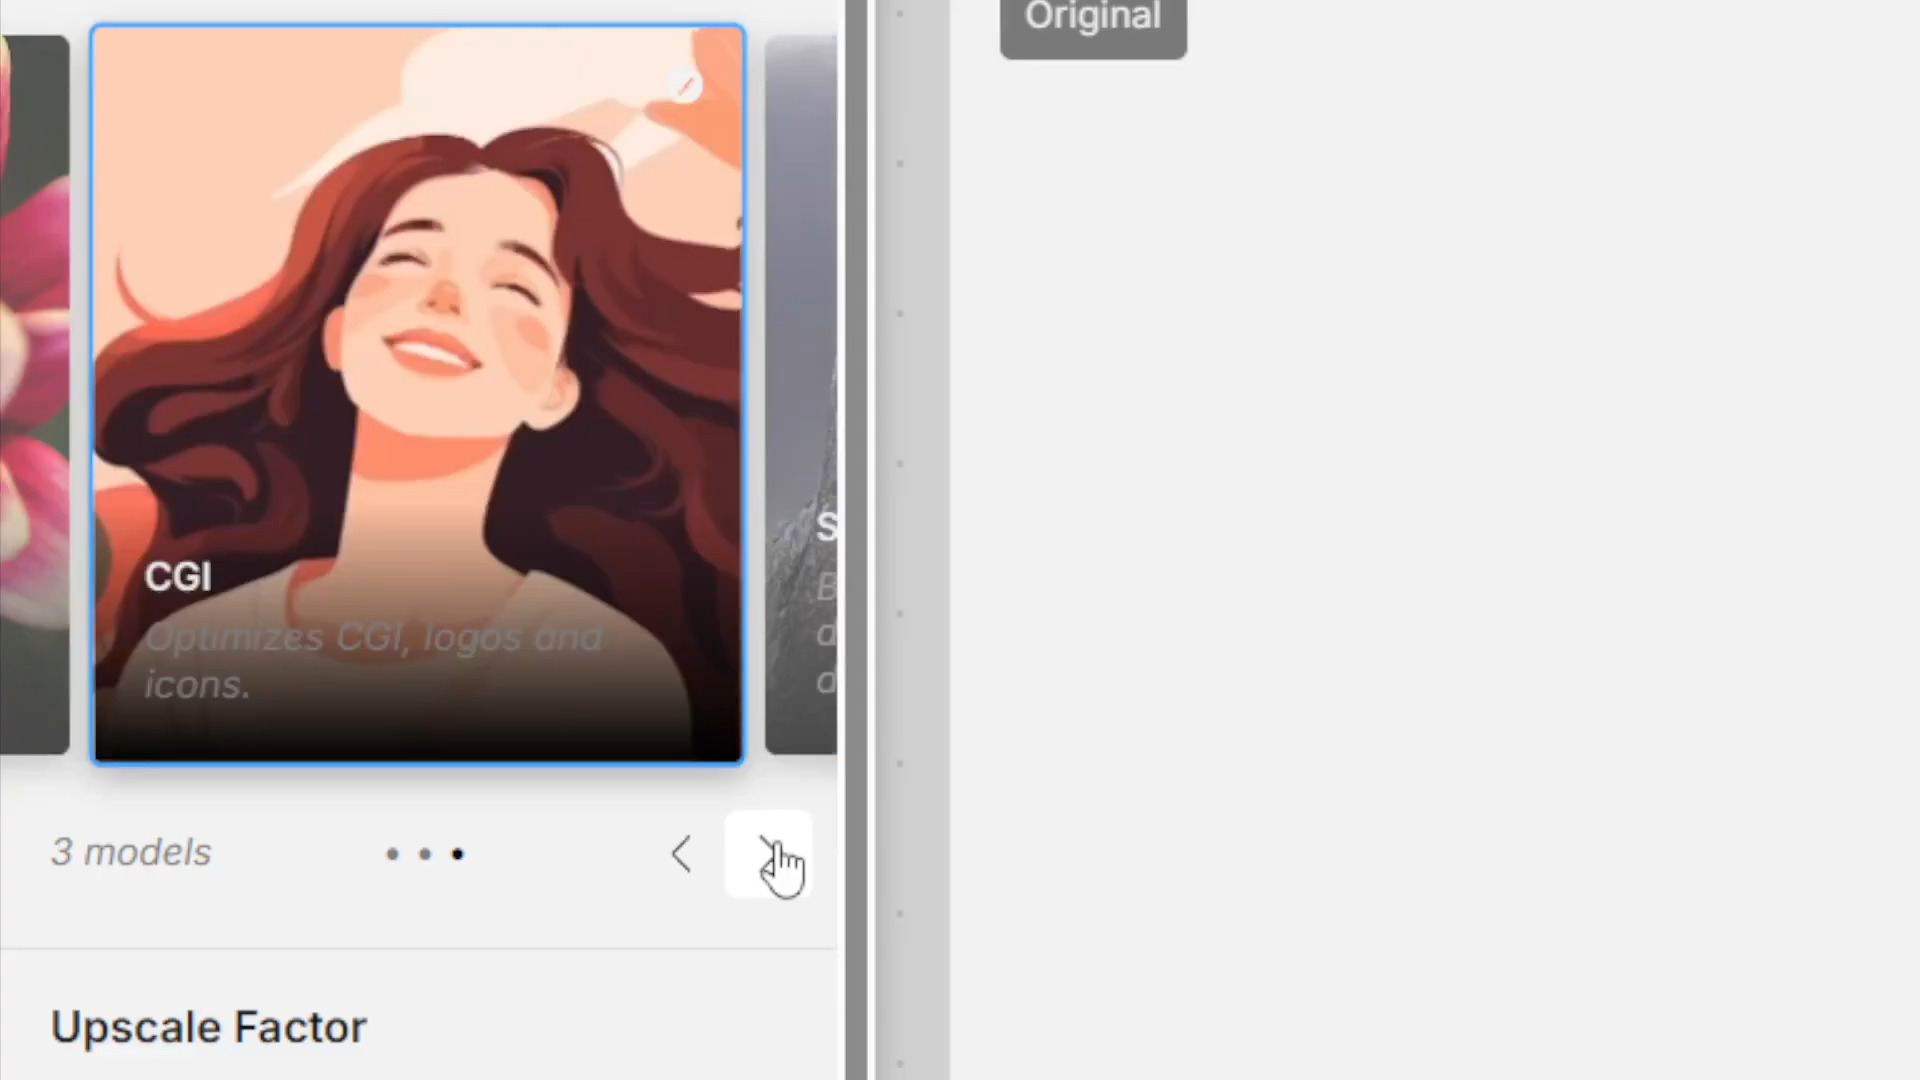 Original
CGI
Optimizes CGI, logos and
icons.
S
B
d
d
3 models
Upscale Factor